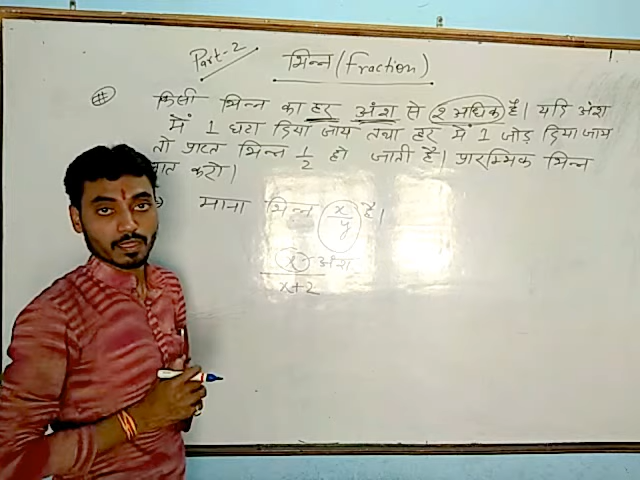 Part-2
भिन्न (fraction)
# किसी भिन्न का हर अंश से 2 अधिक है। यदि अंश
में 1 घटा दिया जाय तथा हर में 1 जोड़ दिया जाय
तो प्राप्त भिन्न 1/2 हो जाती है। प्रारम्भिक भिन्न
करो।
माना भिन्न x/y है।
x → अंश
x+2